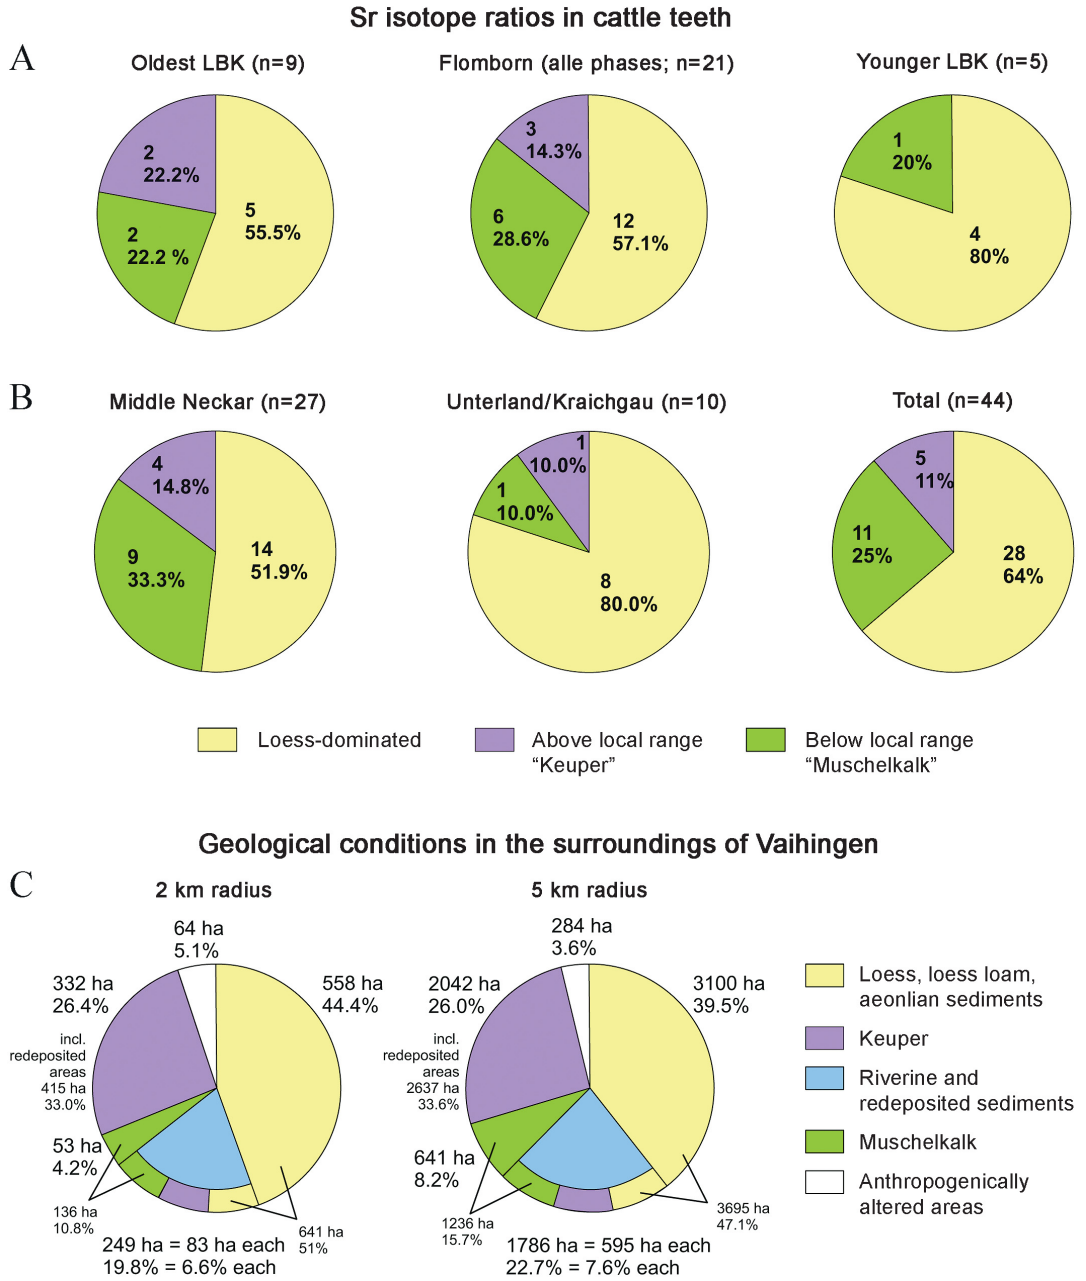 Sr isotope ratios in cattle teeth
A
Oldest LBK (n=9)
Flomborn (alle phases; n=21)
Younger LBK (n=5)
2
22.2%
2
22.2 %
5
55.5%
3
14.3%
6
28.6%
12
57.1%
1
20%
4
80%
B
Middle Neckar (n=27)
Unterland/Kraichgau (n=10)
Total (n=44)
4
14.8%
9
33.3%
14
51.9%
1
10.0%
1
10.0%
8
80.0%
5
11%
11
25%
28
64%
Loess-dominated
Above local range
“Keuper”
Below local range
“Muschelkalk”
Geological conditions in the surroundings of Vaihingen
C
2 km radius
64 ha
5.1%
332 ha
26.4%
558 ha
44.4%
incl.
redeposited
areas
415 ha
33.0%
53 ha
4.2%
136 ha
10.8%
641 ha
51%
249 ha = 83 ha each
19.8% = 6.6% each
5 km radius
284 ha
3.6%
2042 ha
26.0%
3100 ha
39.5%
incl.
redeposited
areas
2637 ha
33.6%
641 ha
8.2%
1236 ha
15.7%
3695 ha
47.1%
1786 ha = 595 ha each
22.7% = 7.6% each
Loess, loess loam,
aeonlian sediments
Keuper
Riverine and
redeposited sediments
Muschelkalk
Anthropogenically
altered areas